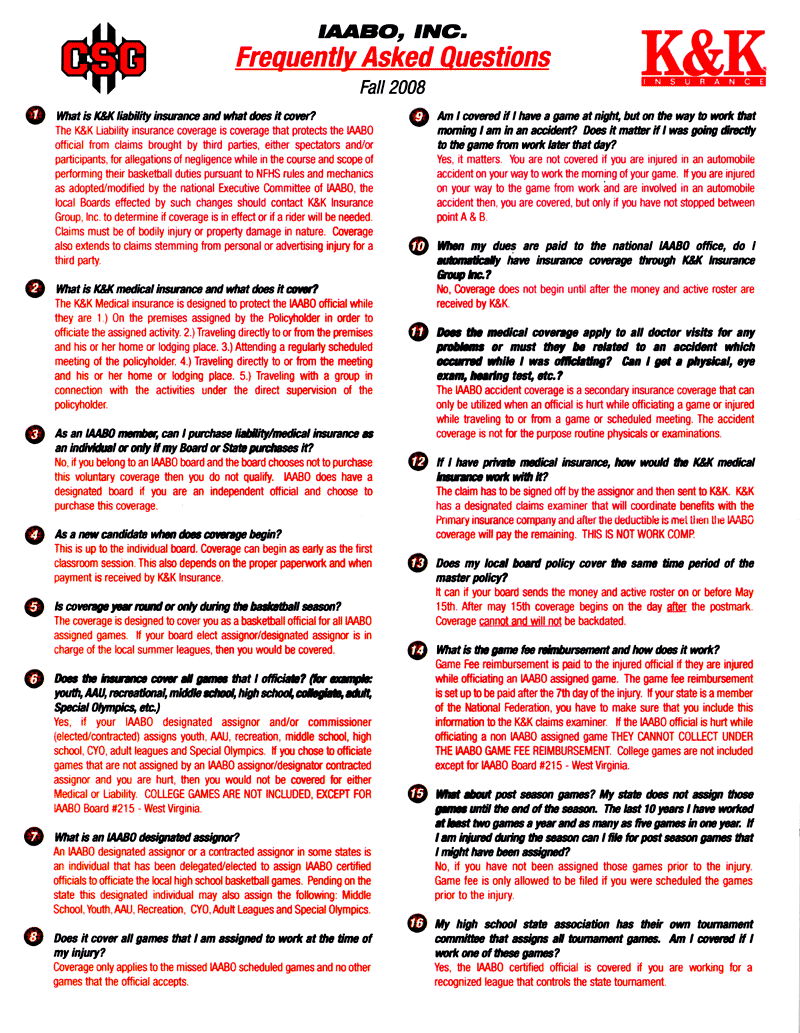 CSG
IAABO, INC.
Frequently Asked Questions
Fall 2008
K&K
INSURANCE
1 What is K&K liability insurance and what does it cover?
The K&K Liability insurance coverage is coverage that protects the IAABO
official from claims brought by third parties, either spectators and/or
participants, for allegations of negligence while in the course and scope of
performing their basketball duties pursuant to NFHS rules and mechanics
as adopted/modified by the national Executive Committee of IAABO, the
local Boards effected by such changes should contact K&K Insurance
Group, Inc. to determine if coverage is in effect or if a rider will be needed.
Claims must be of bodily injury or property damage in nature. Coverage
also extends to claims stemming from personal or advertising injury for a
third party.
2 What is K&K medical insurance and what does it cover?
The K&K Medical insurance is designed to protect the IAABO official while
they are 1.) On the premises assigned by the Policyholder in order to
officiate the assigned activity. 2.) Traveling directly to or from the premises
and his or her home or lodging place. 3.) Attending a regularly scheduled
meeting of the policyholder. 4.) Traveling directly to or from the meeting
and his or her home or lodging place. 5.) Traveling with a group in
connection with the activities under the direct supervision of the
policyholder.
3 As an IAABO member, can I purchase liability/medical insurance as
an individual or only if my Board or State purchases it?
No, if you belong to an IAABO board and the board chooses not to purchase
this voluntary coverage then you do not qualify. IAABO does have a
designated board if you are an independent official and choose to
purchase this coverage.
4 As a new candidate when does coverage begin?
This is up to the individual board. Coverage can begin as early as the first
classroom session. This also depends on the proper paperwork and when
payment is received by K&K Insurance.
5 Is coverage year round or only during the basketball season?
The coverage is designed to cover you as a basketball official for all IAABO
assigned games. If your board elect assignor/designated assignor is in
charge of the local summer leagues, then you would be covered.
6 Does the insurance cover all games that I officiate? (for example:
youth, AAU, recreational, middle school, high school, collegiate, adult,
Special Olympics, etc.)
Yes, if your IAABO designated assignor and/or commissioner
(elected/contracted) assigns youth, AAU, recreation, middle school, high
school, CYO, adult leagues and Special Olympics. If you chose to officiate
games that are not assigned by an IAABO assignor/designator contracted
assignor and you are hurt, then you would not be covered for either
Medical or Liability. COLLEGE GAMES ARE NOT INCLUDED, EXCEPT FOR
IAABO Board #215 - West Virginia.
7 What is an IAABO designated assignor?
An IAABO designated assignor or a contracted assignor in some states is
an individual that has been delegated/elected to assign IAABO certified
officials to officiate the local high school basketball games. Pending on the
state this designated individual may also assign the following: Middle
School, Youth, AAU, Recreation, CYO, Adult Leagues and Special Olympics.
8 Does it cover all games that I am assigned to work at the time of
my injury?
Coverage only applies to the missed IAABO scheduled games and no other
games that the official accepts.
9 Am I covered if I have a game at night, but on the way to work that
morning I am in an accident? Does it matter if I was going directly
to the game from work later that day?
Yes, it matters. You are not covered if you are injured in an automobile
accident on your way to work the morning of your game. If you are injured
on your way to the game from work and are involved in an automobile
accident then, you are covered, but only if you have not stopped between
point A & B.
10 When my dues are paid to the national IAABO office, do I
automatically have insurance coverage through K&K Insurance
Group Inc.?
No, Coverage does not begin until after the money and active roster are
received by K&K.
11 Does the medical coverage apply to all doctor visits for any
problems or must they be related to an accident which
occurred while I was officiating? Can I get a physical, eye
exam, hearing test, etc.?
The IAABO accident coverage is a secondary insurance coverage that can
only be utilized when an official is hurt while officiating a game or injured
while traveling to or from a game or scheduled meeting. The accident
coverage is not for the purpose routine physicals or examinations.
12 If I have private medical insurance, how would the K&K medical
insurance work with it?
The claim has to be signed off by the assignor and then sent to K&K. K&K
has a designated claims examiner that will coordinate benefits with the
Primary insurance company and after the deductible is met then the IAABO
coverage will pay the remaining. THIS IS NOT WORK COMP.
13 Does my local board policy cover the same time period of the
master policy?
It can if your board sends the money and active roster on or before May
15th. After may 15th coverage begins on the day after the postmark.
Coverage cannot and will not be backdated.
14 What is the game fee reimbursement and how does it work?
Game Fee reimbursement is paid to the injured official if they are injured
while officiating an IAABO assigned game. The game fee reimbursement
is set up to be paid after the 7th day of the injury. If your state is a member
of the National Federation, you have to make sure that you include this
information to the K&K claims examiner. If the IAABO official is hurt while
officiating a non IAABO assigned game THEY CANNOT COLLECT UNDER
THE IAABO GAME FEE REIMBURSEMENT. College games are not included
except for IAABO Board #215 - West Virginia.
15 What about post season games? My state does not assign those
games until the end of the season. The last 10 years I have worked
at least two games a year and as many as five games in one year. If
I am injured during the season can I file for post season games that
I might have been assigned?
No, if you have not been assigned those games prior to the injury.
Game fee is only allowed to be filed if you were scheduled the games
prior to the injury.
16 My high school state association has their own tournament
committee that assigns all tournament games. Am I covered if I
work one of these games?
Yes, the IAABO certified official is covered if you are working for a
recognized league that controls the state tournament.